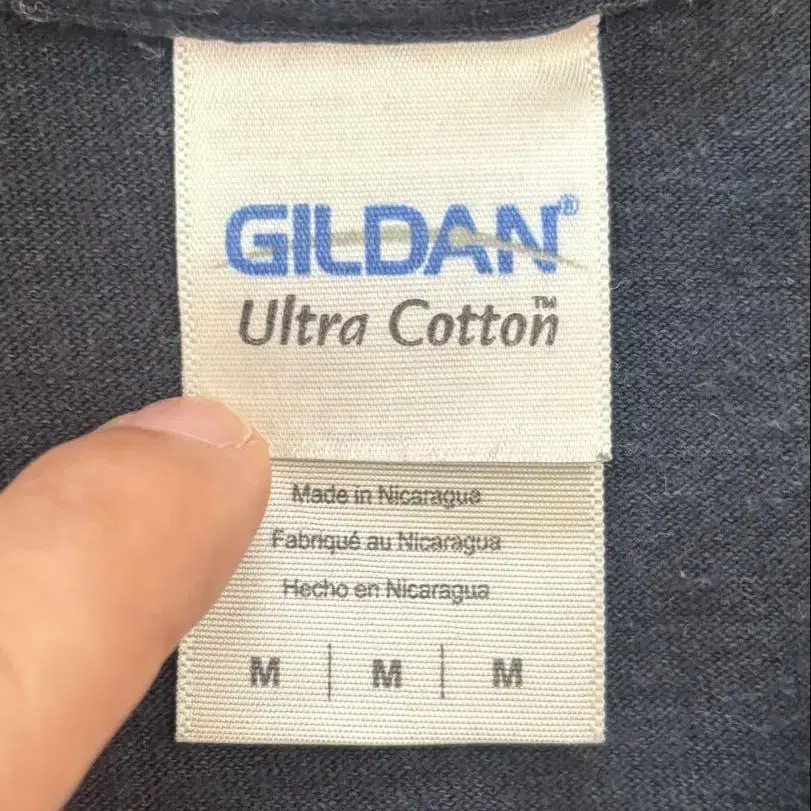 GILDAN®
Ultra Cotton™
Made in Nicaragua
Fabriqué au Nicaragua
Hecho en Nicaragua
M | M | M